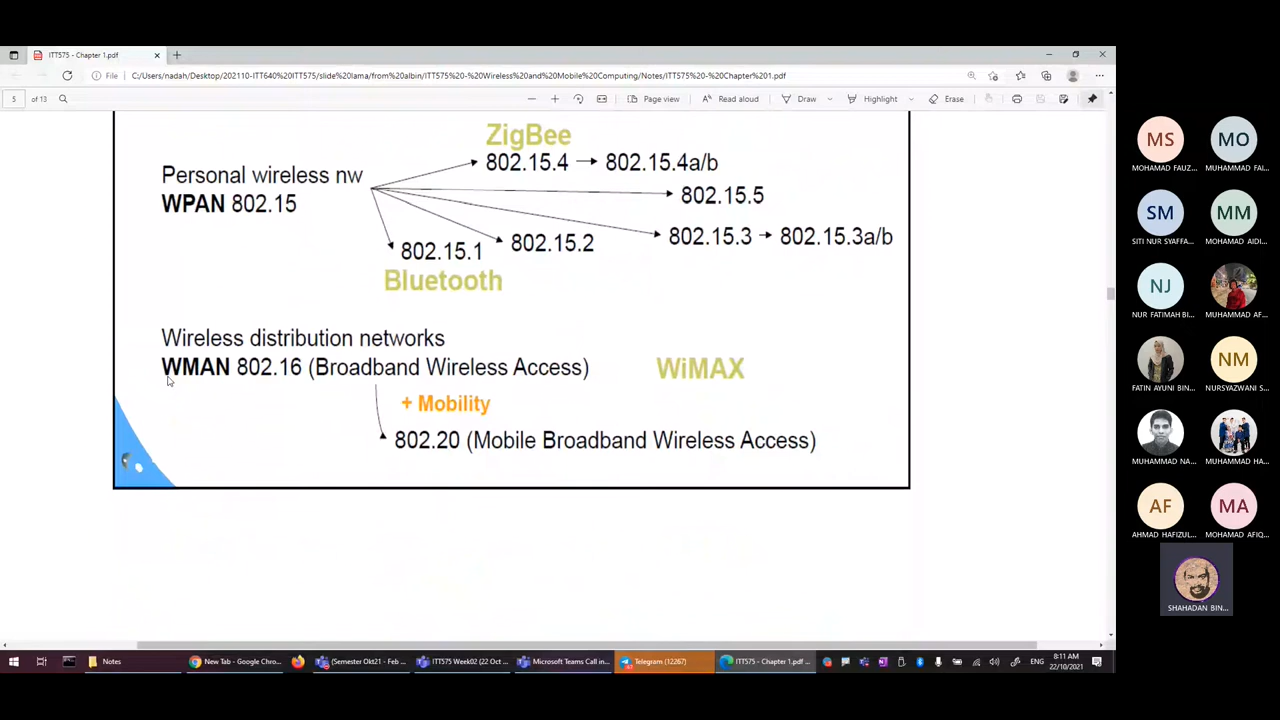 ITT575 - Chapter 1.pdf
File
C:/Users/nadah/Desktop/202110-ITT640%20ITT575/slide%20lama/from%20albin/ITT575%20-%20Wireless%20and%20Mobile%20Computing/Notes/ITT575%20-%20Chapter%201.pdf
5 of 13
Page view
Read aloud
Draw
Highlight
Erase
ZigBee
802.15.4
802.15.4a/b
Personal wireless nw
802.15.5
WPAN 802.15
802.15.3
802.15.3a/b
802.15.2
802.15.1
Bluetooth
Wireless distribution networks
WMAN 802.16 (Broadband Wireless Access)
WiMAX
+ Mobility
802.20 (Mobile Broadband Wireless Access)
MS
MOHAMAD FAUZ...
MO
MUHAMMAD FAI...
SM
SITI NUR SYAFFA...
MM
MOHAMAD AIDI...
NJ
NUR FATIMAH BI...
MUHAMMAD AF...
FATIN AYUNI BIN...
NM
NURSYAZWANI S...
MUHAMMAD NA...
MUHAMMAD HA...
AF
AHMAD HAFIZUL...
MA
MOHAMAD AFIQ...
SHAHADAN BIN...
Notes
New Tab - Google Chro...
(Semester Okt21 - Feb ...
ITT575 Week02 (22 Oct ...
Microsoft Teams Call in...
Telegram (12267)
ITT575 - Chapter 1.pdf ...
ENG
8:11 AM
22/10/2021